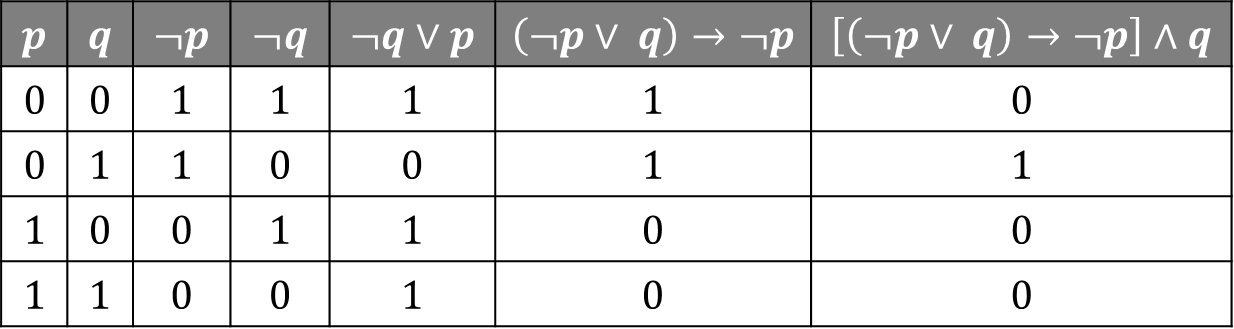 p q ¬p ¬q ¬q ∨ p (¬p ∨ q) → ¬p [(¬p ∨ q) → ¬p] ∧ q
0 0 1 1 1 1 0
0 1 1 0 0 1 1
1 0 0 1 1 0 0
1 1 0 0 1 0 0